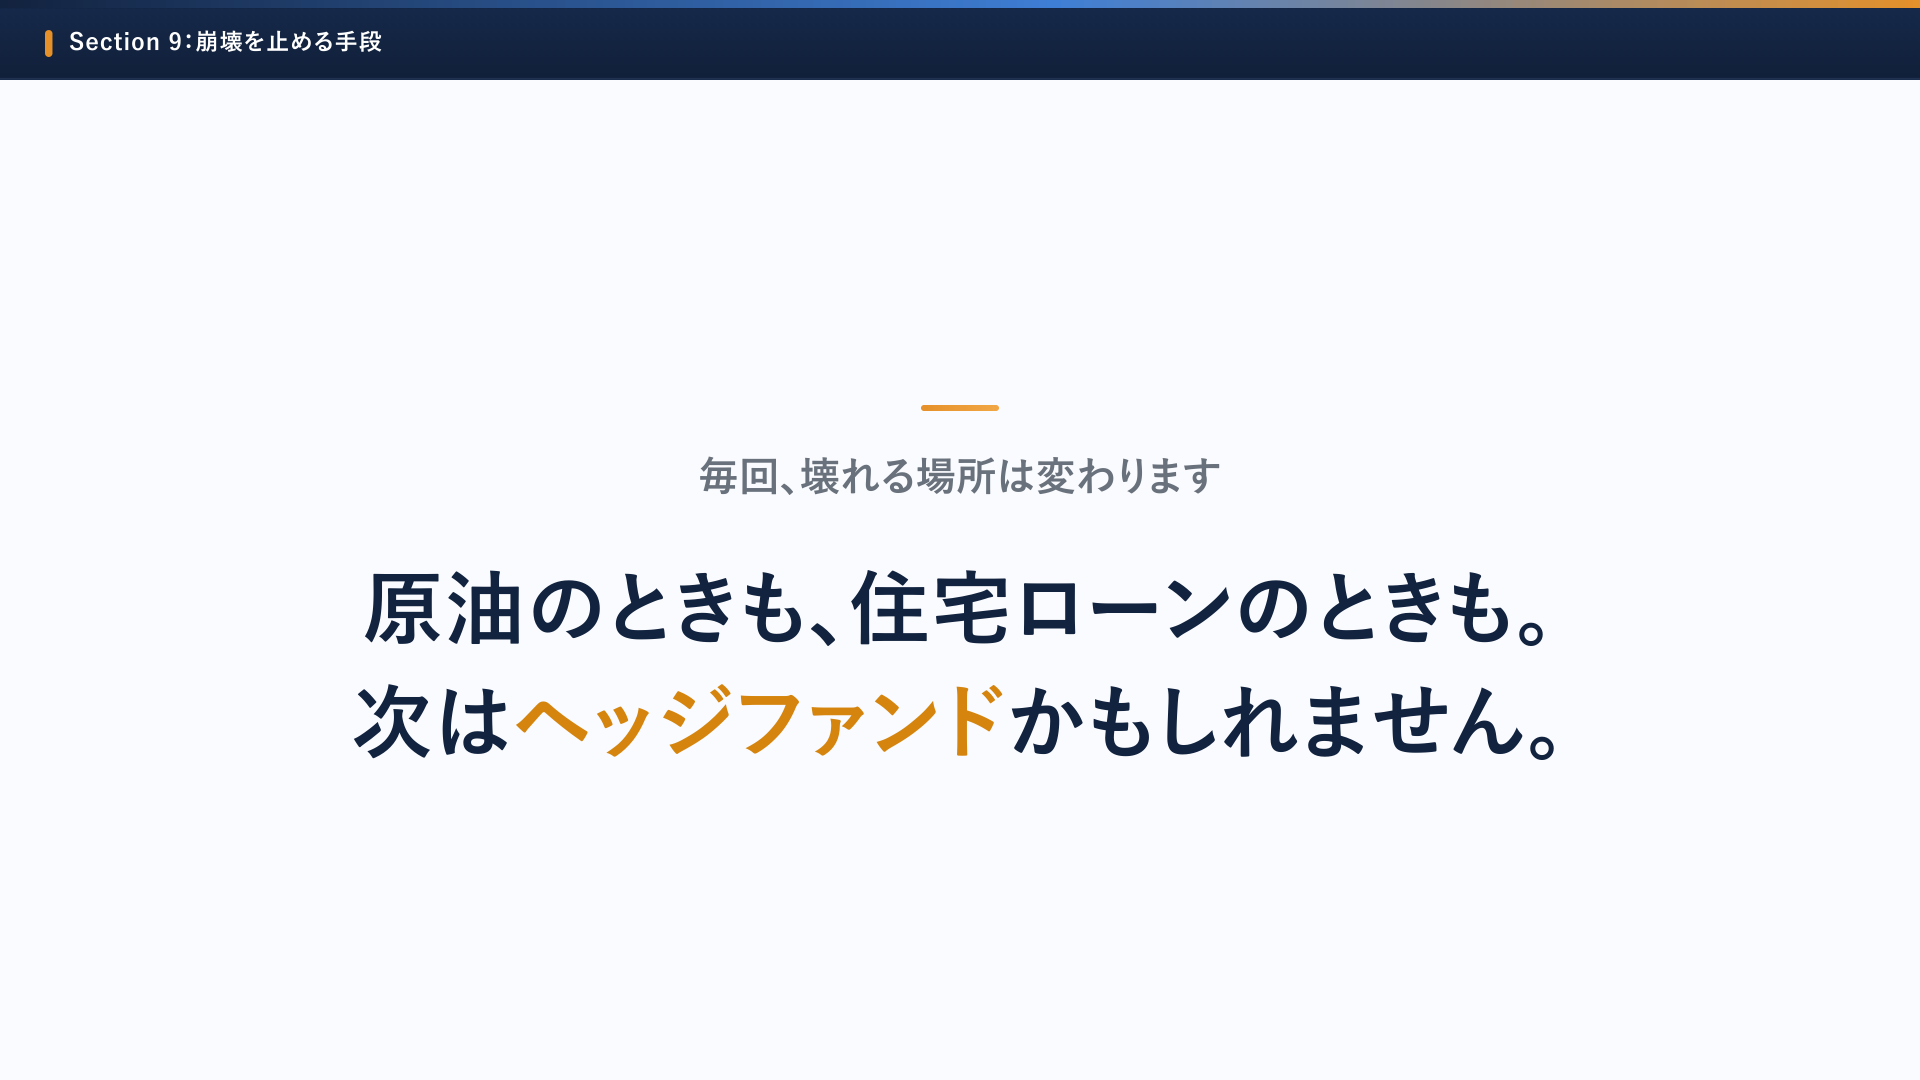 Section 9：崩壊を止める手段
毎回、壊れる場所は変わります
原油のときも、住宅ローンのときも。
次はヘッジファンドかもしれません。